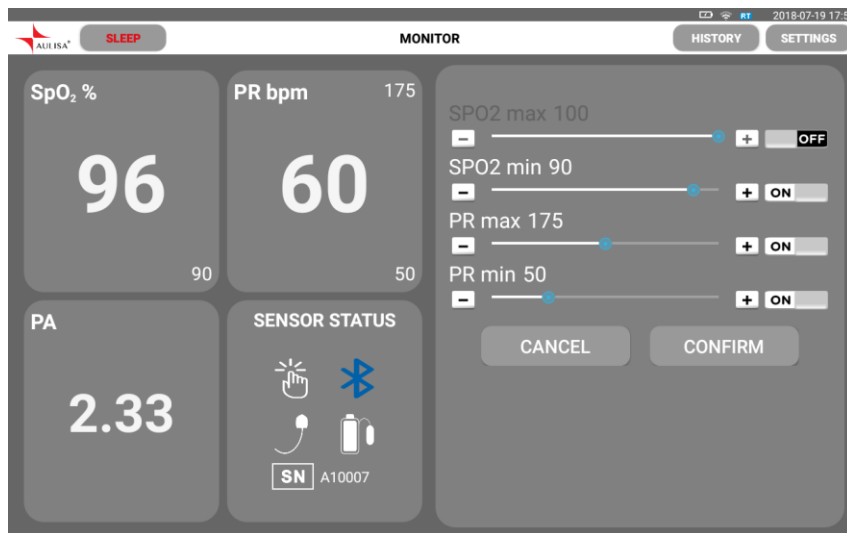 RT 2018-07-19 17:5
AULISA® SLEEP MONITOR HISTORY SETTINGS
SpO₂ %
96
90
PR bpm 175
60
50
SPO2 max 100
- + OFF
SPO2 min 90
- + ON
PR max 175
- + ON
PR min 50
- + ON
CANCEL CONFIRM
PA
2.33
SENSOR STATUS
SN A10007